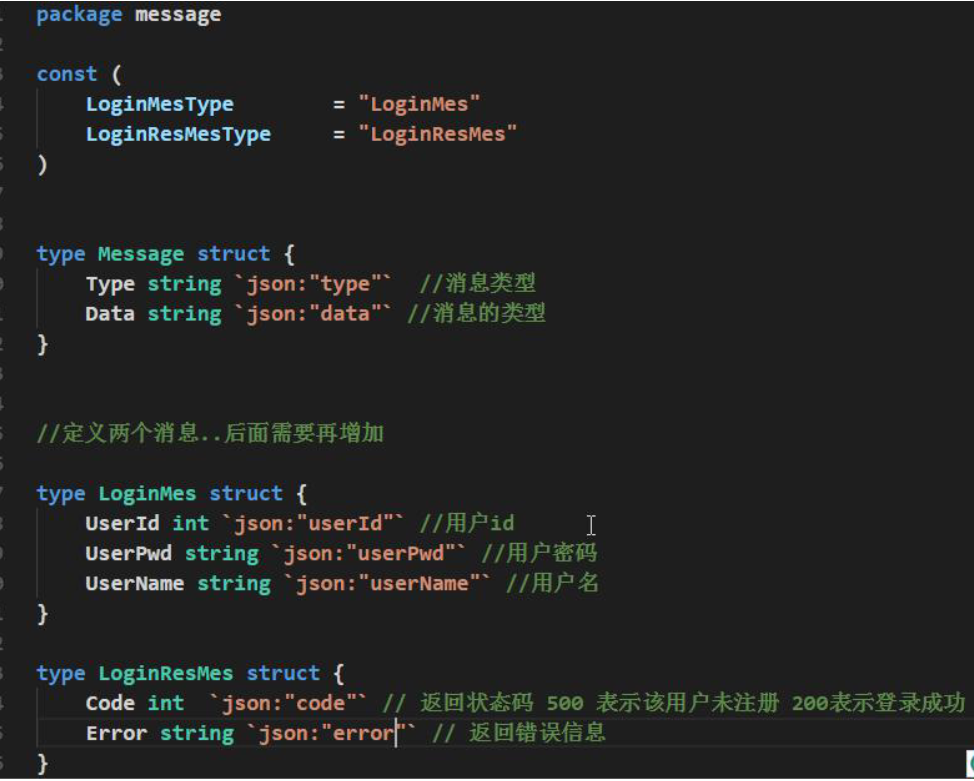 package message
const (
LoginMesType = "LoginMes"
LoginResMesType = "LoginResMes"
)
type Message struct {
Type string `json:"type"` //消息类型
Data string `json:"data"` //消息的类型
}
//定义两个消息..后面需要再增加
type LoginMes struct {
UserId int `json:"userId"` //用户id
UserPwd string `json:"userPwd"` //用户密码
UserName string `json:"userName"` //用户名
}
type LoginResMes struct {
Code int `json:"code"` // 返回状态码 500 表示该用户未注册 200表示登录成功
Error string `json:"error"` // 返回错误信息
}